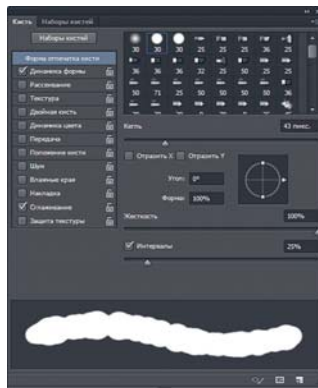 Кисть Наборы кистей
Наборы кистей
Форма отпечатка кисти
Динамика формы
Рассеивание
Текстура
Двойная кисть
Динамика цвета
Передача
Положение кисти
Шум
Влажные края
Накладка
Сглаживание
Защита текстуры
30 30 30 25 25 25 36 25
36 36 36 32 25 50 25 25
50 71 25 50 50 50 50 36
Кегль 43 пикс.
Отразить X Отразить Y
Угол: 0°
Форма: 100%
Жесткость 100%
Интервалы 25%